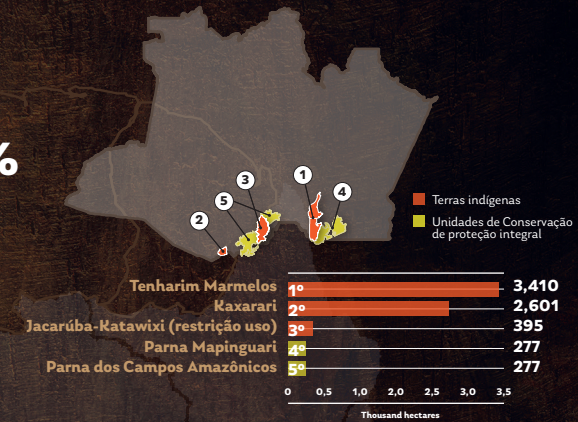 %
1
3
4
5
2
Terras indígenas
Unidades de Conservação
de proteção integral
Tenharim Marmelos 1º 3,410
Kaxarari 2º 2,601
Jacarúba-Katawixi (restrição uso) 3º 395
Parna Mapinguari 4º 277
Parna dos Campos Amazônicos 5º 277
0 0,5 1,0 2,0 2,5 3,0 3,5
Thousand hectares